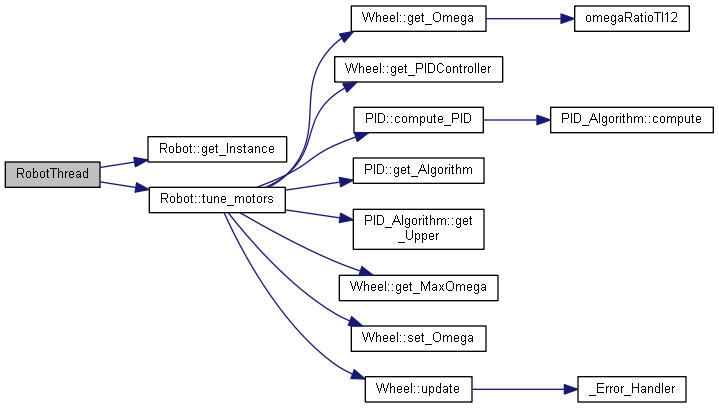 Wheel::get_Omega
omegaRatioTI12
Wheel::get_PIDController
PID::compute_PID
PID_Algorithm::compute
Robot::get_Instance
RobotThread
PID::get_Algorithm
Robot::tune_motors
PID_Algorithm::get
_Upper
Wheel::get_MaxOmega
Wheel::set_Omega
Wheel::update
_Error_Handler